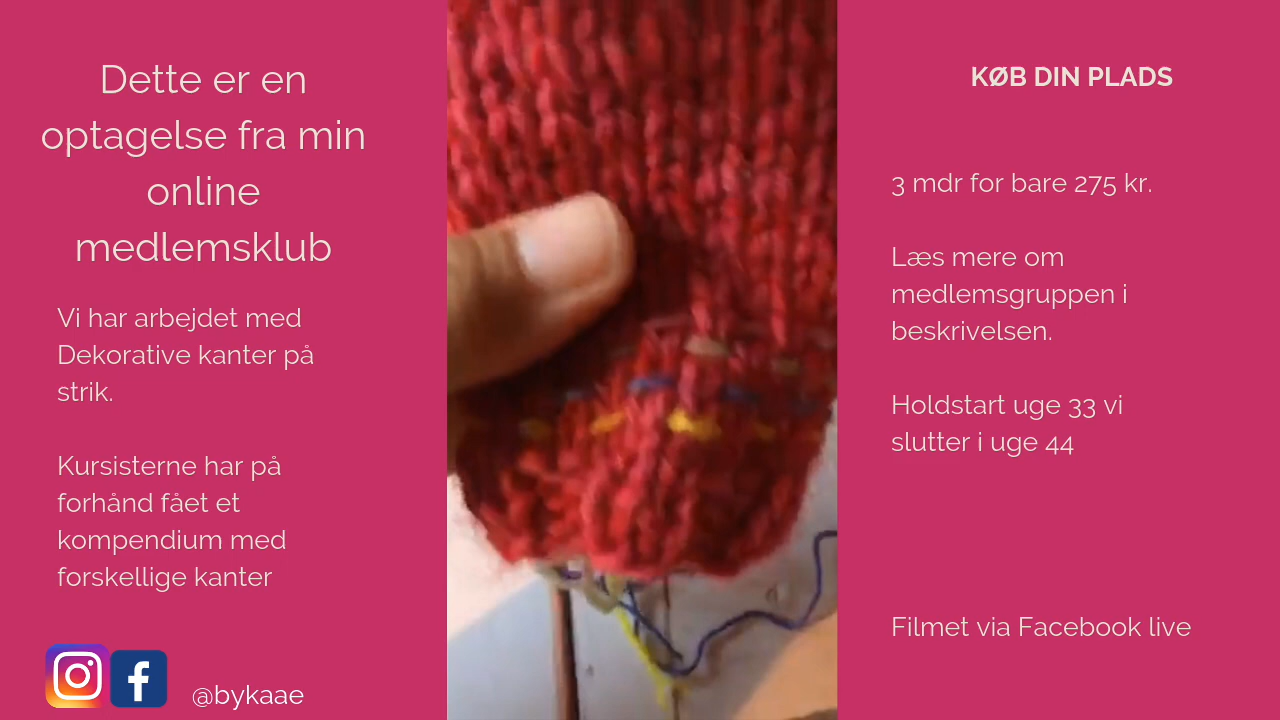 Dette er en
optagelse fra min
online
medlemsklub
Vi har arbejdet med
Dekorative kanter på
strik.
Kursisterne har på
forhånd fået et
kompendium med
forskellige kanter
@bykaae
KØB DIN PLADS
3 mdr for bare 275 kr.
Læs mere om
medlemsgruppen i
beskrivelsen.
Holdstart uge 33 vi
slutter i uge 44
Filmet via Facebook live